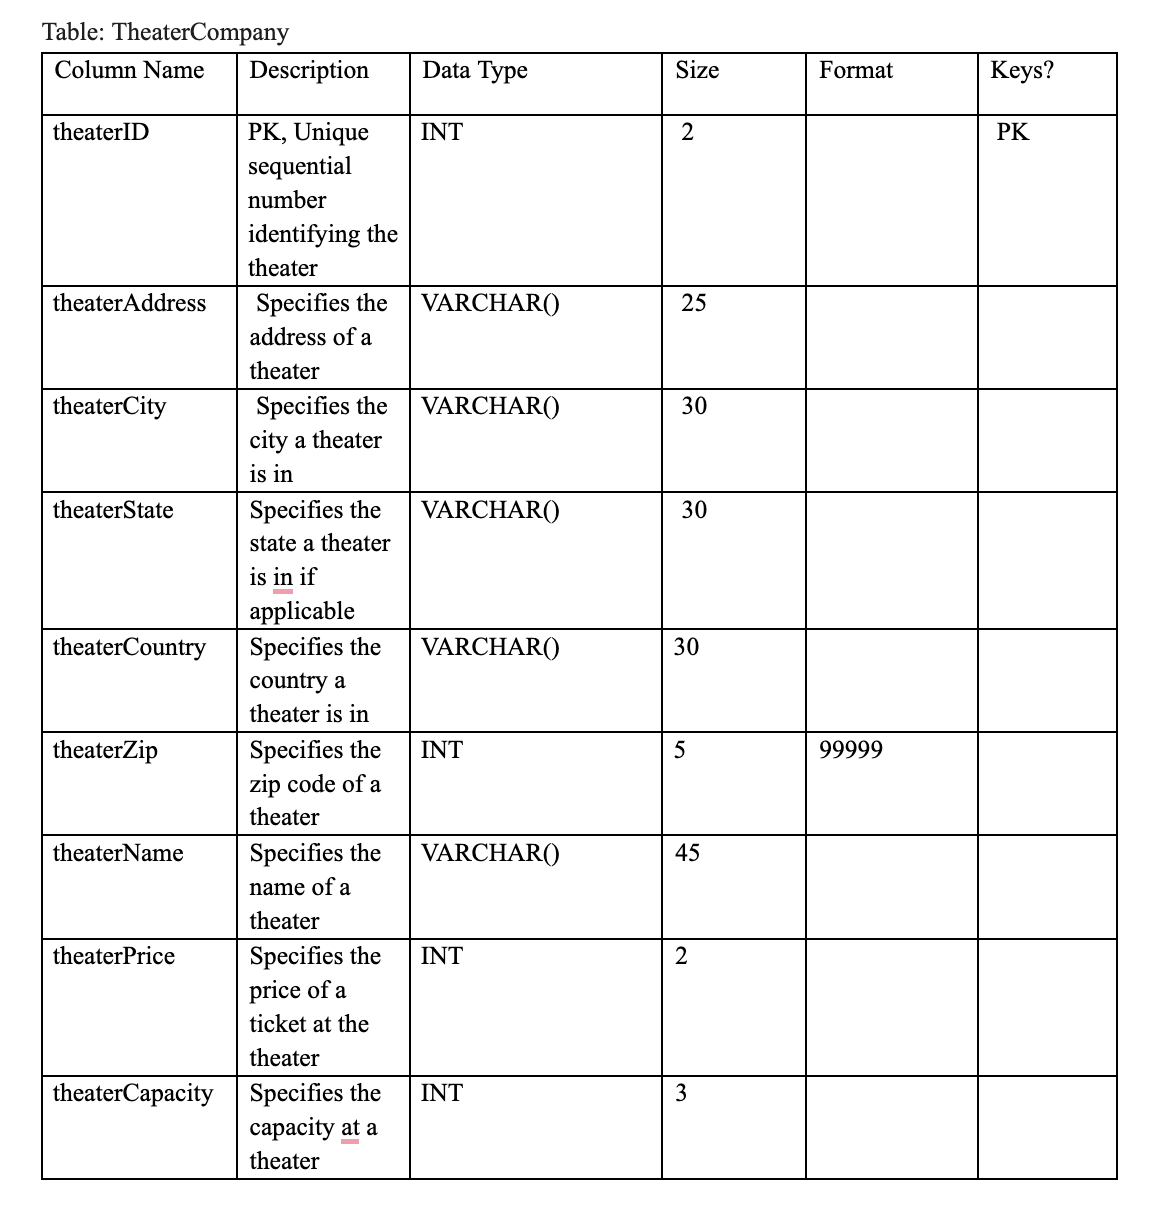 Table: TheaterCompany
Column Name Description Data Type Size Format Keys?
theaterID PK, Unique INT 2 PK
sequential
number
identifying the
theater
theaterAddress Specifies the VARCHAR() 25
address of a
theater
theaterCity Specifies the VARCHAR() 30
city a theater
is in
theaterState Specifies the VARCHAR() 30
state a theater
is in if
applicable
theaterCountry Specifies the VARCHAR() 30
country a
theater is in
theaterZip Specifies the INT 5 99999
zip code of a
theater
theaterName Specifies the VARCHAR() 45
name of a
theater
theaterPrice Specifies the INT 2
price of a
ticket at the
theater
theaterCapacity Specifies the INT 3
capacity at a
theater